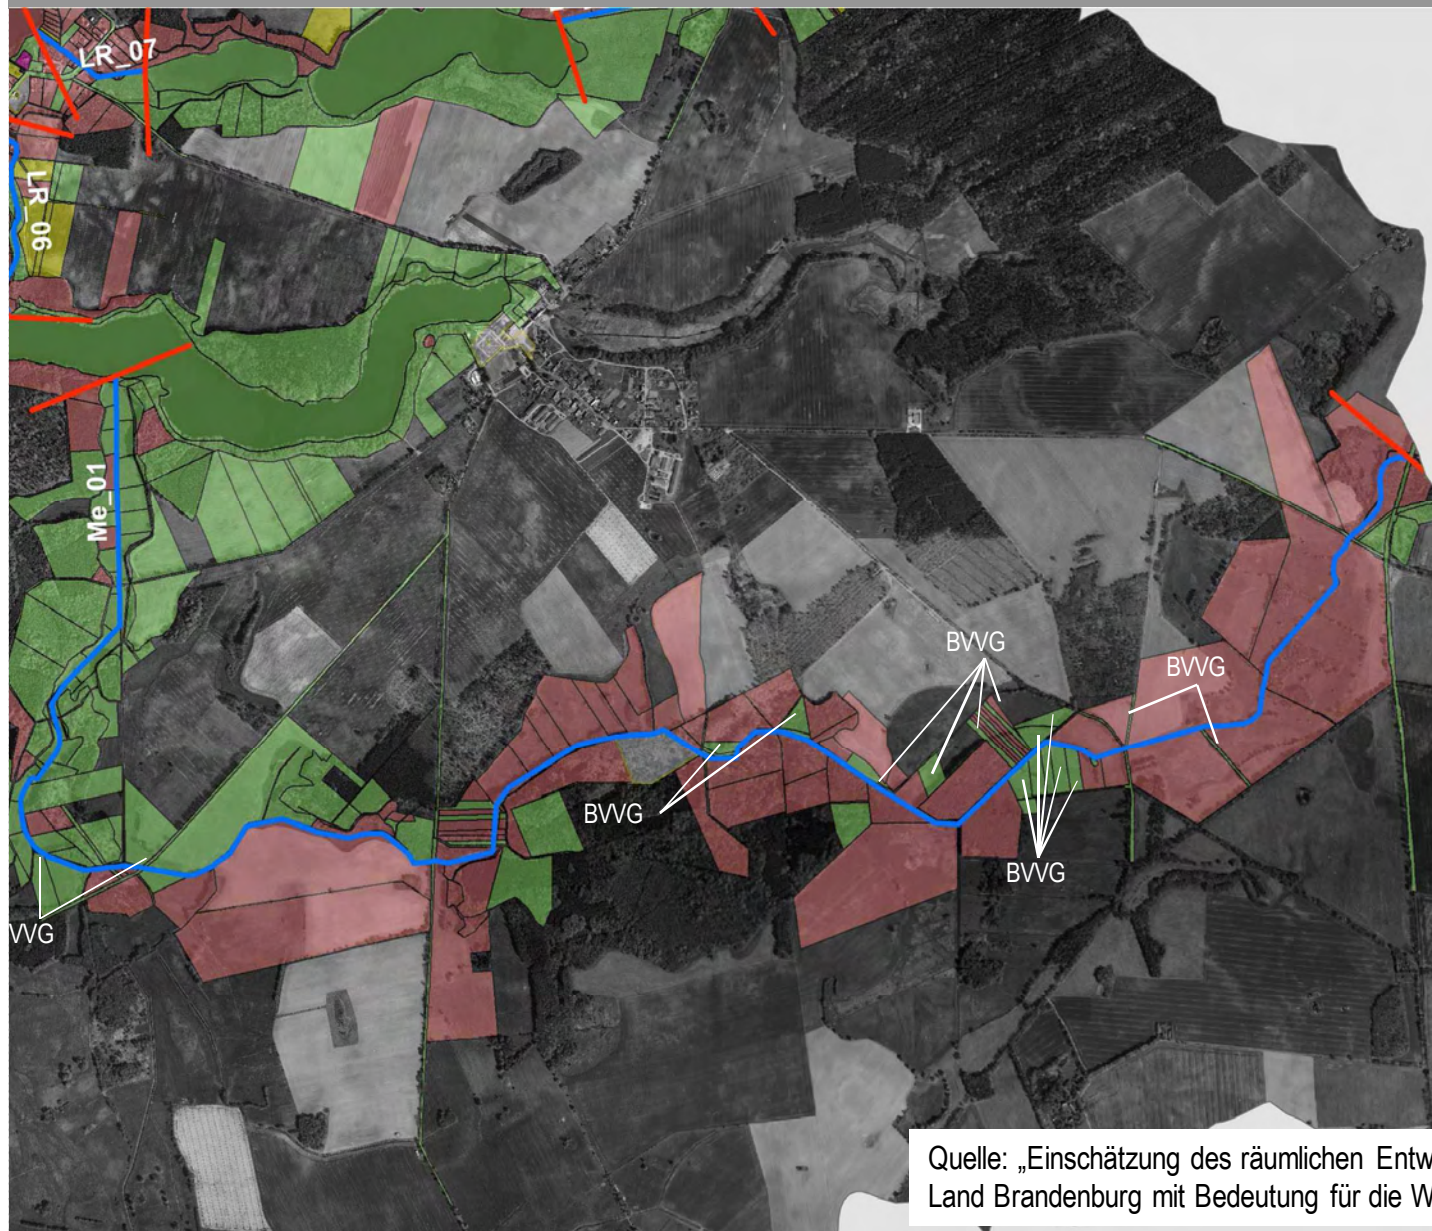 LR_07
LR_06
Me_01
BVVG
BVVG
BVVG
BVVG
VVG
Quelle: „Einschätzung des räumlichen Entw
Land Brandenburg mit Bedeutung für die W